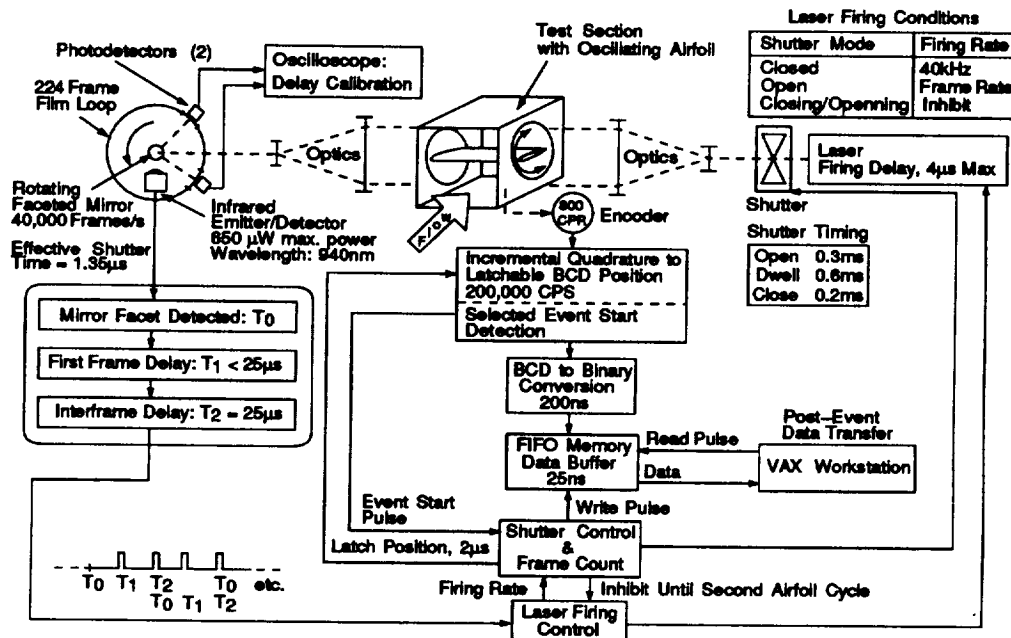 Photodetectors (2)
Oscilloscope:
Delay Calibration
224 Frame
Film Loop
Test Section
with Oscillating Airfoil
Laser Firing Conditions
Shutter Mode Firing Rate
Closed 40kHz
Open Frame Rate
Closing/Openning Inhibit
Optics
Optics
Laser
Firing Delay, 4μs Max
Shutter
Rotating
Faceted Mirror
40,000 Frames/s
Effective Shutter
Time = 1.35μs
Infrared
Emitter/Detector
650 μW max. power
Wavelength: 940nm
FLOW
800
CPR
Encoder
Shutter Timing
Open 0.3ms
Dwell 0.6ms
Close 0.2ms
Incremental Quadrature to
Latchable BCD Position
200,000 CPS
Selected Event Start
Detection
Mirror Facet Detected: T0
First Frame Delay: T1 < 25μs
Interframe Delay: T2 = 25μs
BCD to Binary
Conversion
200ns
FIFO Memory
Data Buffer
25ns
Read Pulse
Data
Post-Event
Data Transfer
VAX Workstation
Write Pulse
Event Start
Pulse
Shutter Control
&
Frame Count
Latch Position, 2μs
Firing Rate
Inhibit Until Second Airfoil Cycle
Laser Firing
Control
T0 T1 T2 T0 etc.
T0 T1 T2